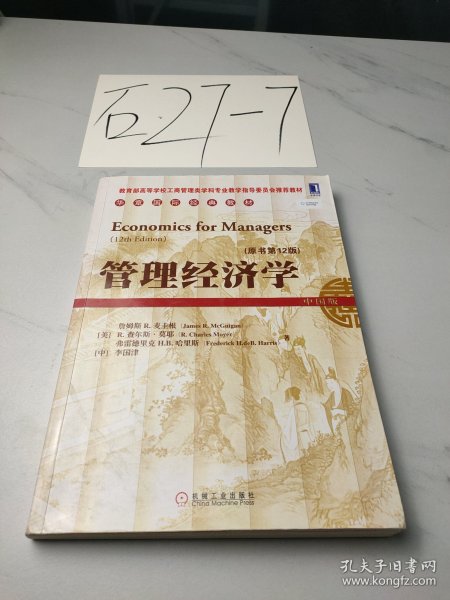 石.27-7
教育部高等学校工商管理类学科专业教学指导委员会推荐教材
华章国际经典教材
Economics for Managers
(12th Edition)
(原书第12版)
管理经济学
中国版
詹姆斯 R. 麦圭根 (James R. McGuigan)
[美] R. 查尔斯·莫耶 (R. Charles Moyer) 著
弗雷德里克 H.B. 哈里斯 (Frederick H.deB. Harris)
[中] 李国津
机械工业出版社
China Machine Press
孔夫子旧书网
www.kongfz.com